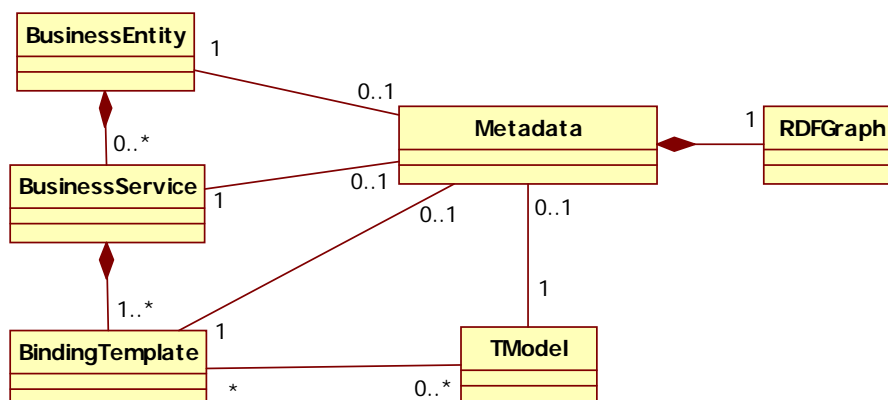 BusinessEntity
1
0..1
Metadata
1
RDFGraph
0..*
BusinessService
1
0..1
0..1
0..1
1..*
1
1
BindingTemplate
TModel
*
0..*